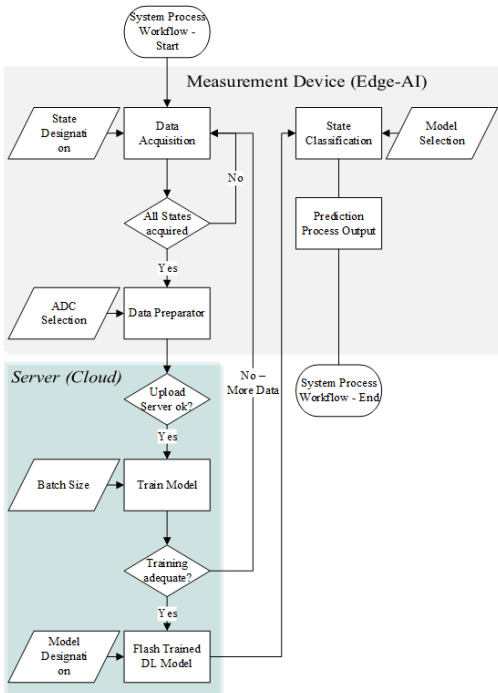 System Process
Workflow -
Start
Measurement Device (Edge-AI)
State
Designati
on
Data
Acquisition
State
Classification
Model
Selection
No
All States
acquired
Prediction
Process Output
Yes
ADC
Selection
Data Preparator
Server (Cloud)
No –
More Data
Upload
Server ok?
System Process
Workflow - End
Yes
Batch Size
Train Model
Training
adequate?
Yes
Model
Designati
on
Flash Trained
DL Model